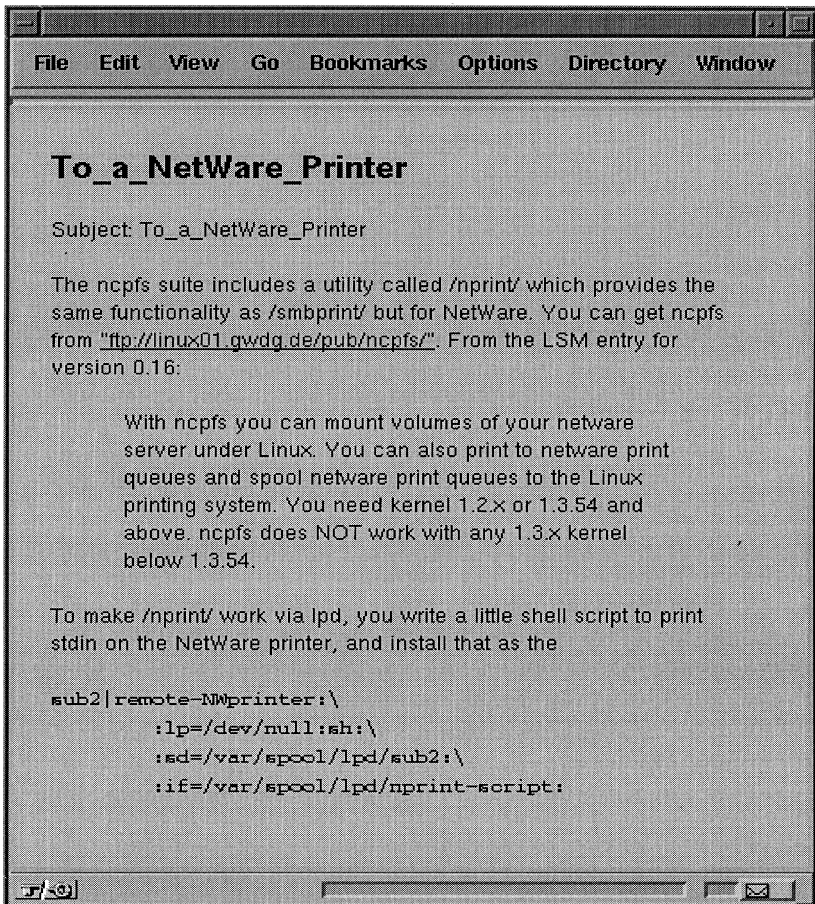 File Edit View Go Bookmarks Options Directory Window
To_a_NetWare_Printer
Subject: To_a_NetWare_Printer
The ncpfs suite includes a utility called /nprint/ which provides the
same functionality as /smbprint/ but for NetWare. You can get ncpfs
from "ftp://linux01.gwdg.de/pub/ncpfs/". From the LSM entry for
version 0.16:
With ncpfs you can mount volumes of your netware
server under Linux. You can also print to netware print
queues and spool netware print queues to the Linux
printing system. You need kernel 1.2.x or 1.3.54 and
above. ncpfs does NOT work with any 1.3.x kernel
below 1.3.54.
To make /nprint/ work via lpd, you write a little shell script to print
stdin on the NetWare printer, and install that as the
sub2|remote-NWprinter:\
:lp=/dev/null:sh:\
:sd=/var/spool/lpd/sub2:\
:if=/var/spool/lpd/nprint-script: